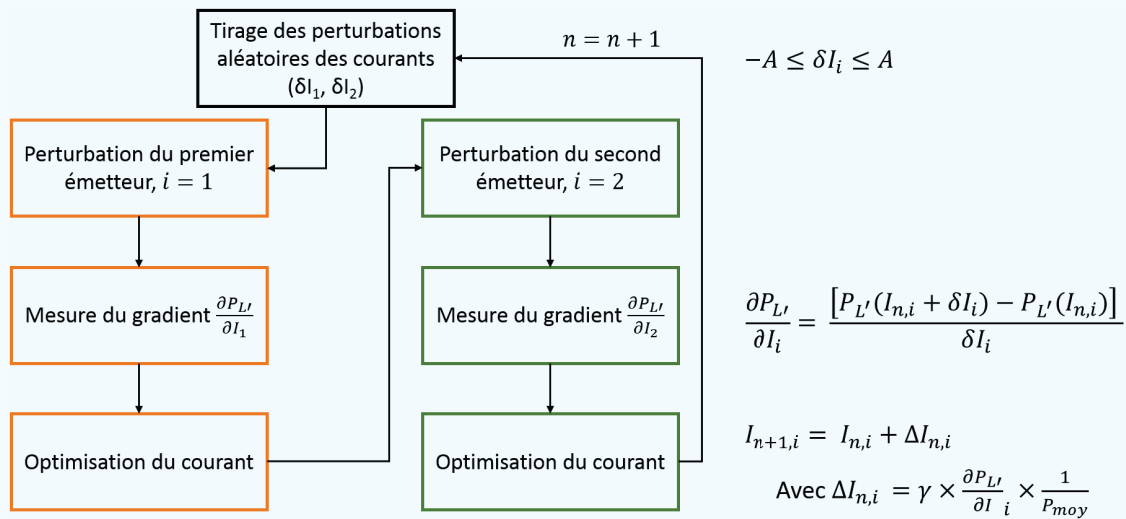 Tirage des perturbations
aléatoires des courants
(δI₁, δI₂)
n = n + 1
−A ≤ δIᵢ ≤ A
Perturbation du premier
émetteur, i = 1
Perturbation du second
émetteur, i = 2
Mesure du gradient ∂P_L′/∂I₁
Mesure du gradient ∂P_L′/∂I₂
∂P_L′/∂Iᵢ = [P_L′(I_n,i + δIᵢ) − P_L′(I_n,i)]/δIᵢ
Optimisation du courant
Optimisation du courant
I_n+1,i = I_n,i + ΔI_n,i
Avec ΔI_n,i = γ × ∂P_L′/∂I ᵢ × 1/P_moy